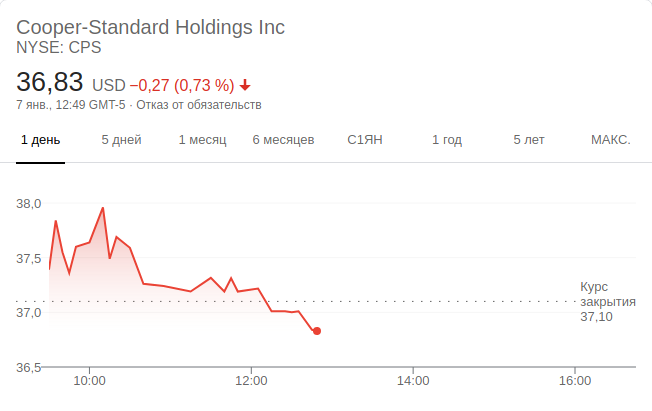 Cooper-Standard Holdings Inc
NYSE: CPS
36,83 USD −0,27 (0,73 %)
7 янв., 12:49 GMT-5 · Отказ от обязательств
1 день 5 дней 1 месяц 6 месяцев С1ЯН 1 год 5 лет МАКС.
38,0
37,5
Курс
закрытия
37,10
37,0
36,5
10:00 12:00 14:00 16:00